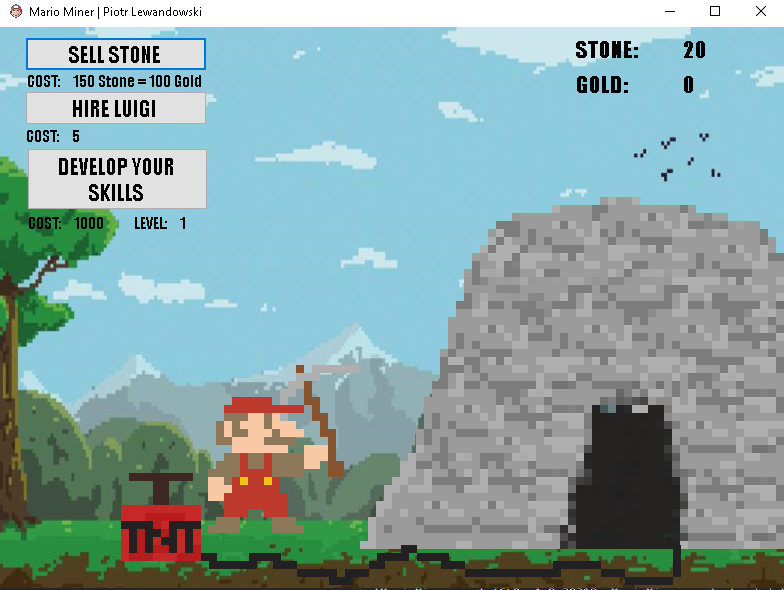 Mario Miner | Piotr Lewandowski
SELL STONE
COST: 150 Stone = 100 Gold
HIRE LUIGI
COST: 5
DEVELOP YOUR
SKILLS
COST: 1000 LEVEL: 1
STONE: 20
GOLD: 0
TNT